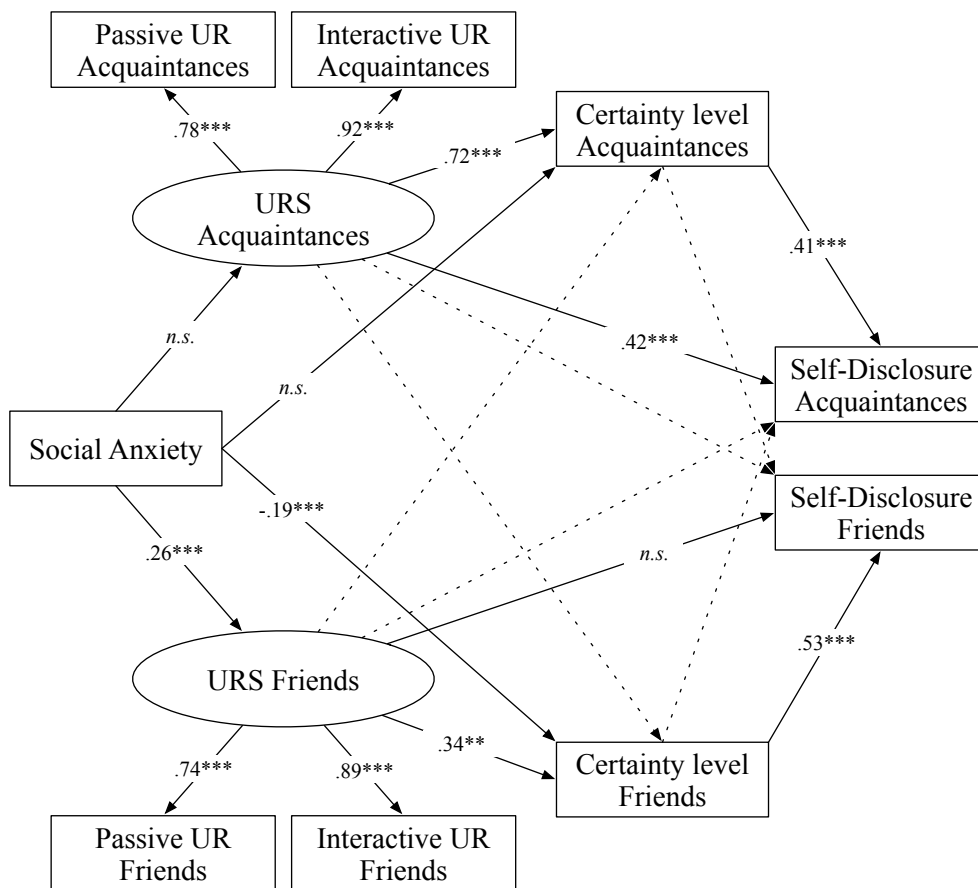 Passive UR
Acquaintances
Interactive UR
Acquaintances
.78***
.92***
Certainty level
Acquaintances
.72***
URS
Acquaintances
.41***
n.s.
.42***
Self-Disclosure
Acquaintances
n.s.
Social Anxiety
-.19***
Self-Disclosure
Friends
.26***
n.s.
URS Friends
.53***
.34**
.74***
.89***
Certainty level
Friends
Passive UR
Friends
Interactive UR
Friends